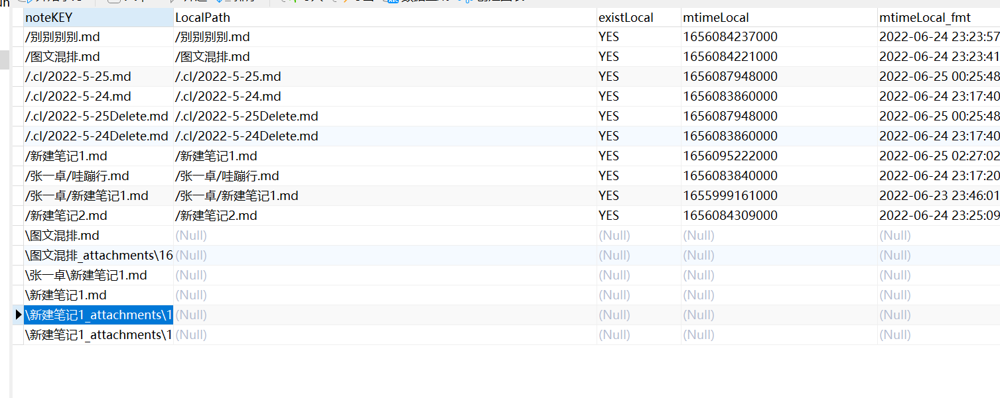 noteKEY LocalPath existLocal mtimeLocal mtimeLocal_fmt
/别别别别.md /别别别别.md YES 1656084237000 2022-06-24 23:23:57
/图文混排.md /图文混排.md YES 1656084221000 2022-06-24 23:23:41
/.cl/2022-5-25.md /.cl/2022-5-25.md YES 1656087948000 2022-06-25 00:25:48
/.cl/2022-5-24.md /.cl/2022-5-24.md YES 1656083860000 2022-06-24 23:17:40
/.cl/2022-5-25Delete.md /.cl/2022-5-25Delete.md YES 1656087948000 2022-06-25 00:25:48
/.cl/2022-5-24Delete.md /.cl/2022-5-24Delete.md YES 1656083860000 2022-06-24 23:17:40
/新建笔记1.md /新建笔记1.md YES 1656095222000 2022-06-25 02:27:02
/张一卓/哇蹦行.md /张一卓/哇蹦行.md YES 1656083840000 2022-06-24 23:17:20
/张一卓/新建笔记1.md /张一卓/新建笔记1.md YES 1655999161000 2022-06-23 23:46:01
/新建笔记2.md /新建笔记2.md YES 1656084309000 2022-06-24 23:25:09
\图文混排.md (Null) (Null) (Null) (Null)
\图文混排_attachments\16 (Null) (Null) (Null) (Null)
\张一卓\新建笔记1.md (Null) (Null) (Null) (Null)
\新建笔记1.md (Null) (Null) (Null) (Null)
\新建笔记1_attachments\1 (Null) (Null) (Null) (Null)
\新建笔记1_attachments\1 (Null) (Null) (Null) (Null)